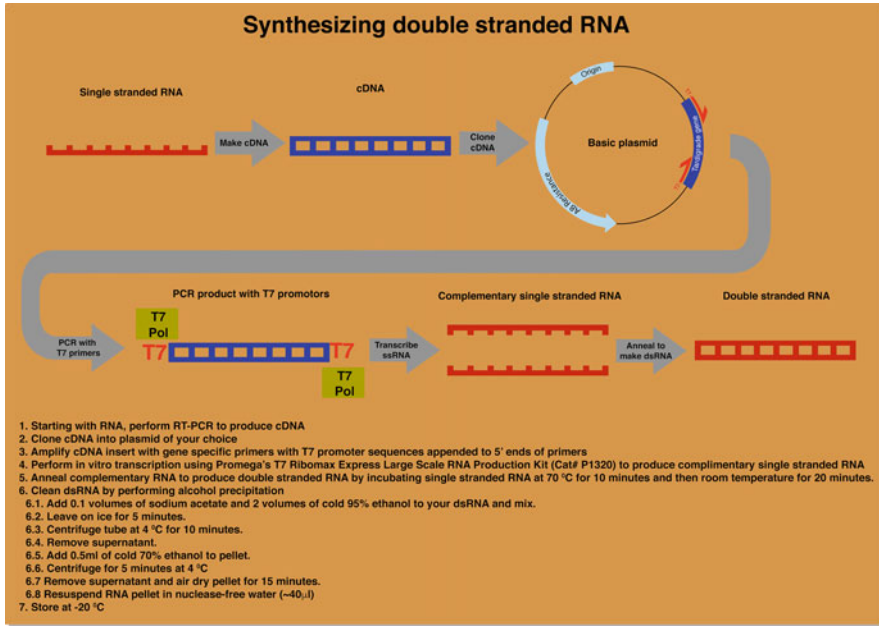 Synthesizing double stranded RNA
Single stranded RNA
cDNA
Make cDNA
Clone
cDNA
Origin
Basic plasmid
Tardigrade gene
AB Resistance
PCR product with T7 promotors
Complementary single stranded RNA
Double stranded RNA
PCR with
T7 primers
T7
Pol
T7
T7
T7
Pol
Transcribe
ssRNA
Anneal to
make dsRNA
1. Starting with RNA, perform RT-PCR to produce cDNA
2. Clone cDNA into plasmid of your choice
3. Amplify cDNA insert with gene specific primers with T7 promoter sequences appended to 5' ends of primers
4. Perform in vitro transcription using Promega's T7 Ribomax Express Large Scale RNA Production Kit (Cat# P1320) to produce complimentary single stranded RNA
5. Anneal complementary RNA to produce double stranded RNA by incubating single stranded RNA at 70 ⁰C for 10 minutes and then room temperature for 20 minutes.
6. Clean dsRNA by performing alcohol precipitation
6.1. Add 0.1 volumes of sodium acetate and 2 volumes of cold 95% ethanol to your dsRNA and mix.
6.2. Leave on ice for 5 minutes.
6.3. Centrifuge tube at 4 ⁰C for 10 minutes.
6.4. Remove supernatant.
6.5. Add 0.5ml of cold 70% ethanol to pellet.
6.6. Centrifuge for 5 minutes at 4 ⁰C
6.7 Remove supernatant and air dry pellet for 15 minutes.
6.8 Resuspend RNA pellet in nuclease-free water (~40µl)
7. Store at -20 ⁰C